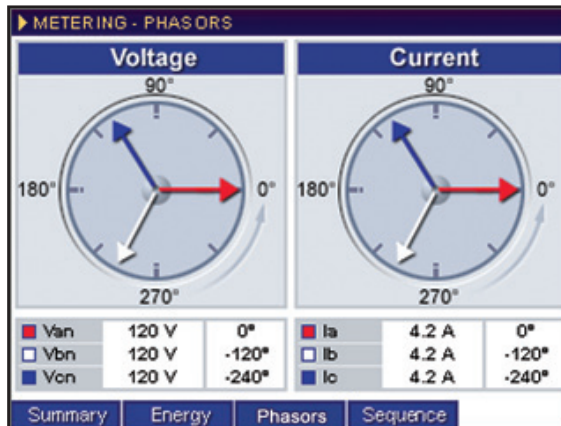 METERING - PHASORS
Voltage
90°
180°
0°
270°
Van 120 V 0°
Vbn 120 V -120°
Vcn 120 V -240°
Current
90°
180°
0°
270°
Ia 4.2 A 0°
Ib 4.2 A -120°
Ic 4.2 A -240°
Summary Energy Phasors Sequence